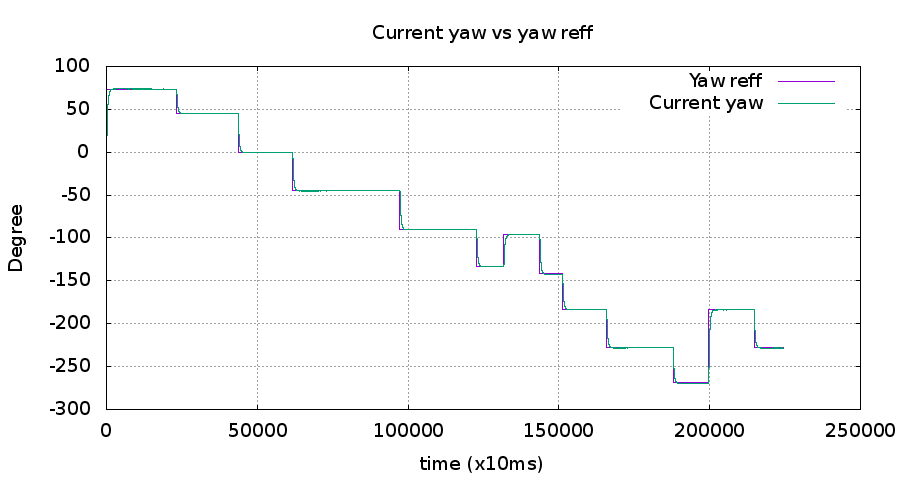 Current yaw vs yaw reff
Yaw reff
Current yaw
100
50
0
-50
-100
-150
-200
-250
-300
Degree
0 50000 100000 150000 200000 250000
time (x10ms)